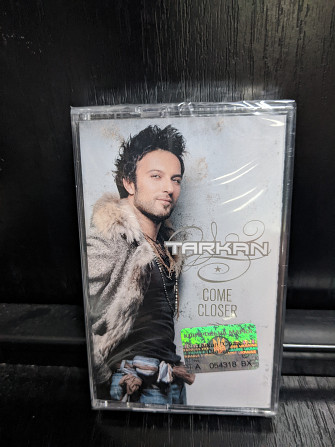 TARKAN
COME
CLOSER
A 054318 BX